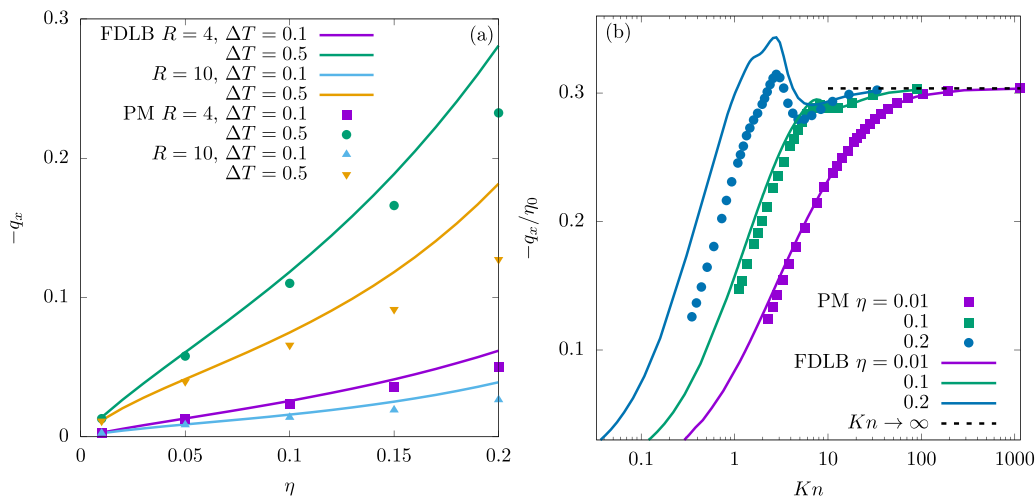 (a)
FDLB R = 4, ΔT = 0.1
ΔT = 0.5
R = 10, ΔT = 0.1
ΔT = 0.5
PM R = 4, ΔT = 0.1
ΔT = 0.5
R = 10, ΔT = 0.1
ΔT = 0.5
0.3
0.2
0.1
0
−q_x
0
0.05
0.1
0.15
0.2
η
(b)
0.3
0.2
0.1
−q_x/η_0
PM η = 0.01
0.1
0.2
FDLB η = 0.01
0.1
0.2
Kn → ∞
0.1
1
10
100
1000
Kn